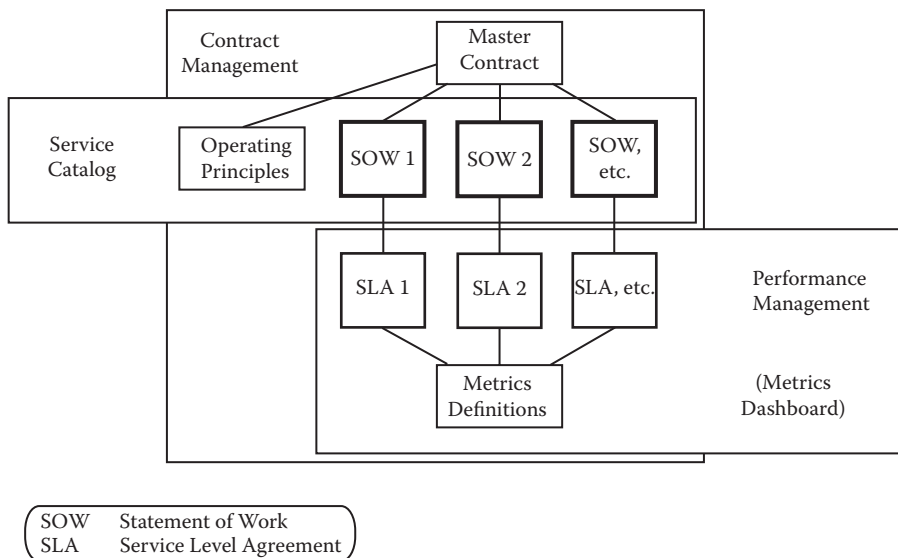 Contract
Management
Master
Contract
Service
Catalog
Operating
Principles
SOW 1
SOW 2
SOW,
etc.
SLA 1
SLA 2
SLA, etc.
Performance
Management
Metrics
Definitions
(Metrics
Dashboard)
SOW Statement of Work
SLA Service Level Agreement